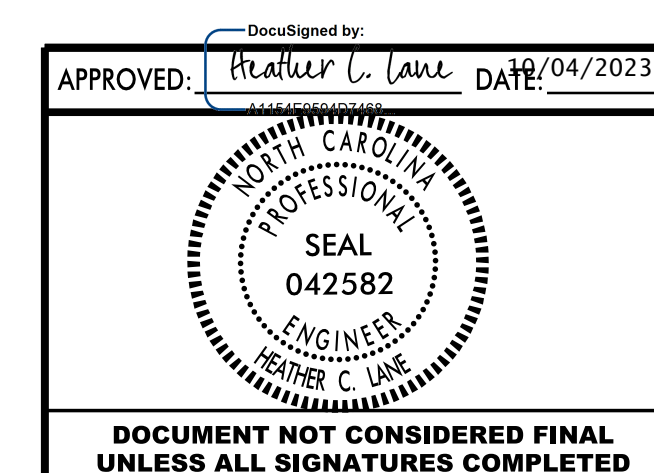 DocuSigned by:
APPROVED: Heather C. Lane DATE: 10/04/2023
A1154E9594D7468...
NORTH CAROLINA
PROFESSIONAL
SEAL
042582
ENGINEER
HEATHER C. LANE
DOCUMENT NOT CONSIDERED FINAL
UNLESS ALL SIGNATURES COMPLETED